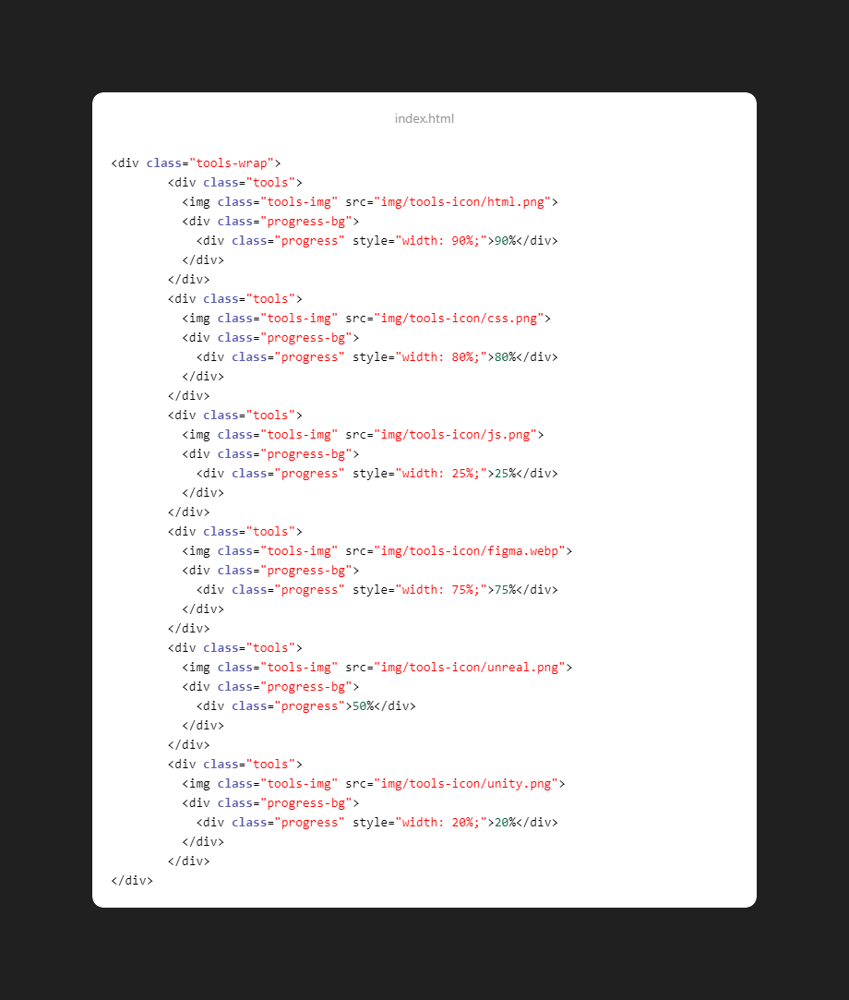 index.html
<div class="tools-wrap">
        <div class="tools">
          <img class="tools-img" src="img/tools-icon/html.png">
          <div class="progress-bg">
            <div class="progress" style="width: 90%;">90%</div>
          </div>
        </div>
        <div class="tools">
          <img class="tools-img" src="img/tools-icon/css.png">
          <div class="progress-bg">
            <div class="progress" style="width: 80%;">80%</div>
          </div>
        </div>
        <div class="tools">
          <img class="tools-img" src="img/tools-icon/js.png">
          <div class="progress-bg">
            <div class="progress" style="width: 25%;">25%</div>
          </div>
        </div>
        <div class="tools">
          <img class="tools-img" src="img/tools-icon/figma.webp">
          <div class="progress-bg">
            <div class="progress" style="width: 75%;">75%</div>
          </div>
        </div>
        <div class="tools">
          <img class="tools-img" src="img/tools-icon/unreal.png">
          <div class="progress-bg">
            <div class="progress">50%</div>
          </div>
        </div>
        <div class="tools">
          <img class="tools-img" src="img/tools-icon/unity.png">
          <div class="progress-bg">
            <div class="progress" style="width: 20%;">20%</div>
          </div>
        </div>
</div>